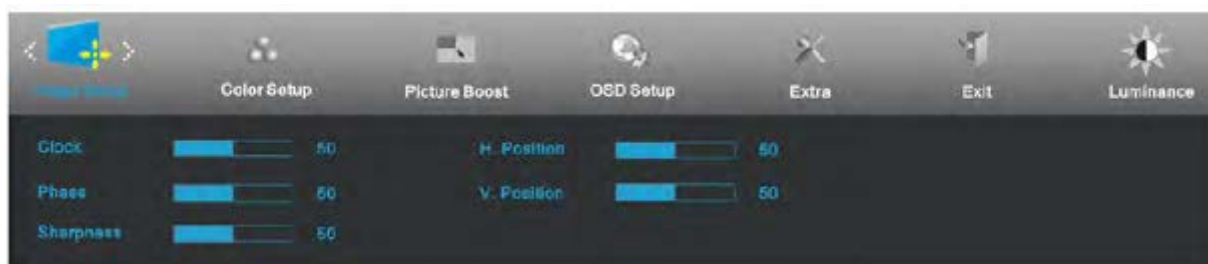 Color Setup
Picture Boost
OSD Setup
Extra
Exit
Luminance
Clock 50 H. Position 50
Phase 50 V. Position 50
Sharpness 50